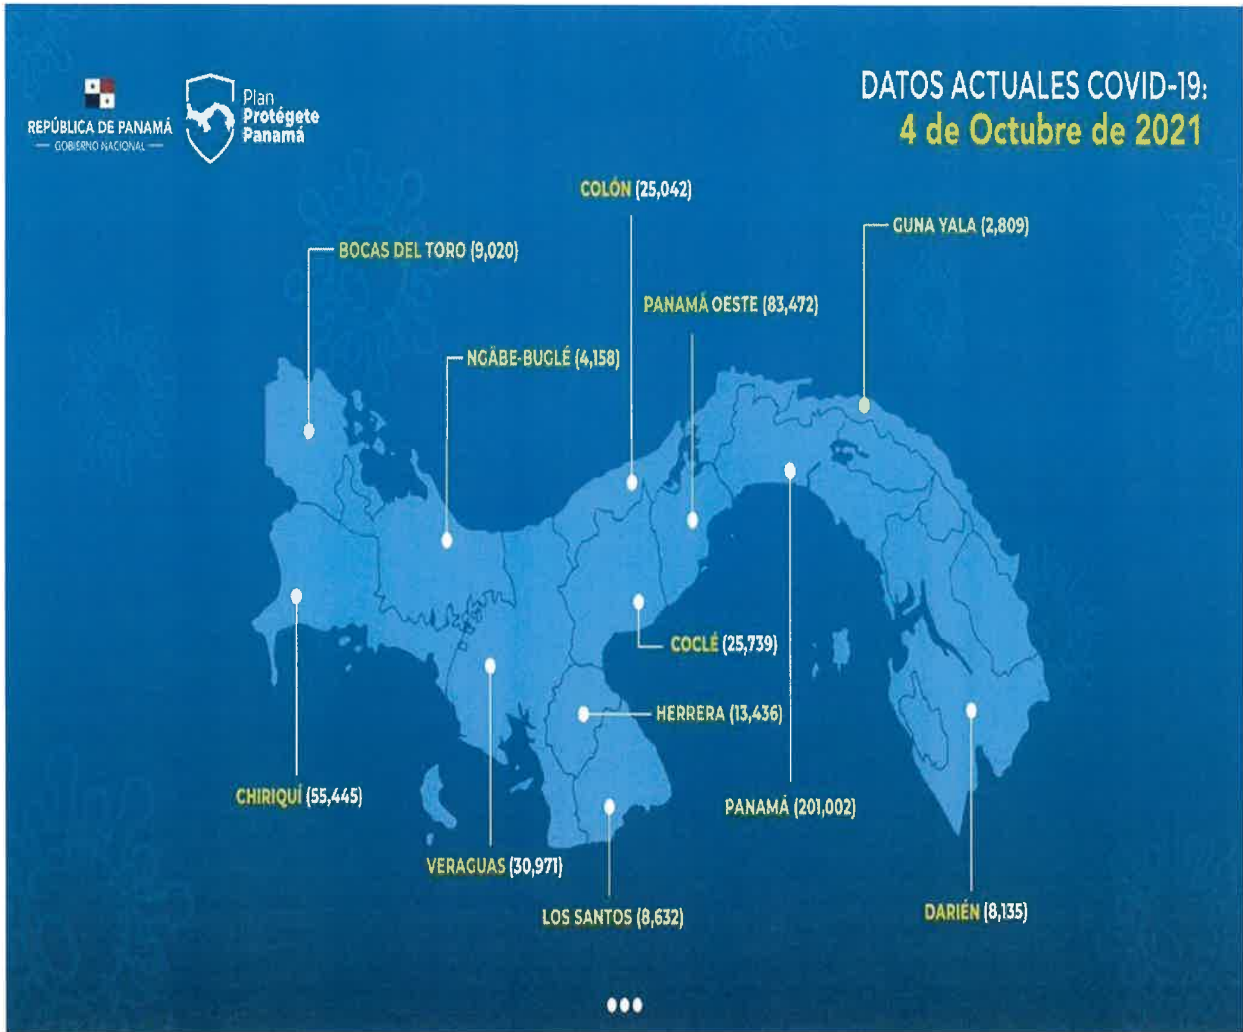 REPÚBLICA DE PANAMÁ
GOBIERNO NACIONAL
Plan
Protégete
Panamá
DATOS ACTUALES COVID-19:
4 de Octubre de 2021
COLÓN (25,042)
GUNA YALA (2,809)
BOCAS DEL TORO (9,020)
PANAMÁ OESTE (83,472)
NGÄBE-BUGLÉ (4,158)
COCLÉ (25,739)
HERRERA (13,436)
CHIRIQUÍ (55,445)
PANAMÁ (201,002)
VERAGUAS (30,971)
LOS SANTOS (8,632)
DARIÉN (8,135)